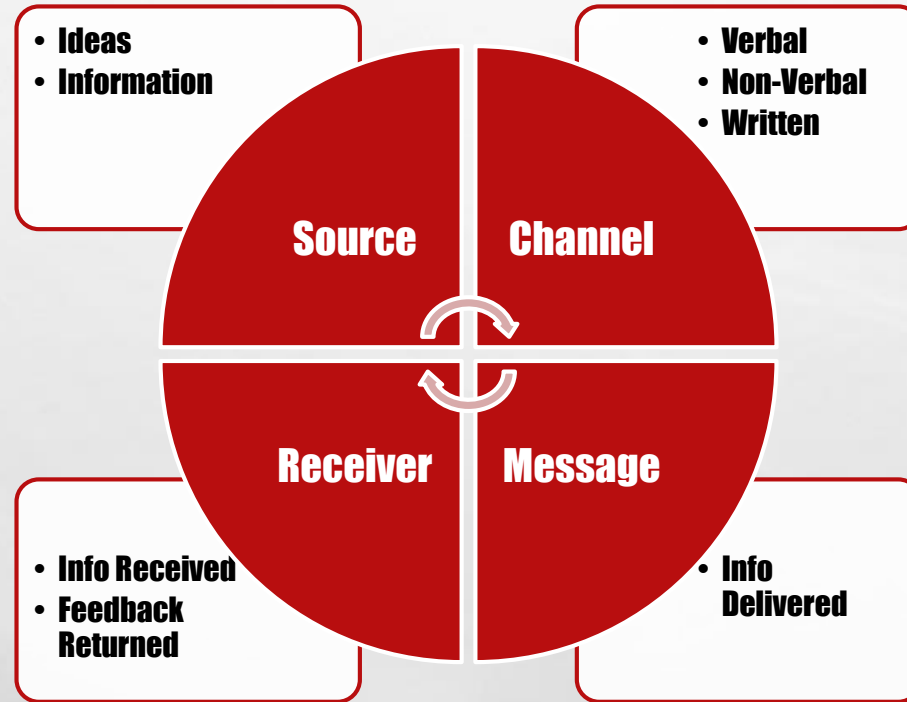 • Ideas
• Information
• Verbal
• Non-Verbal
• Written
Source
Channel
Receiver
Message
• Info Received
• Feedback
Returned
• Info
Delivered